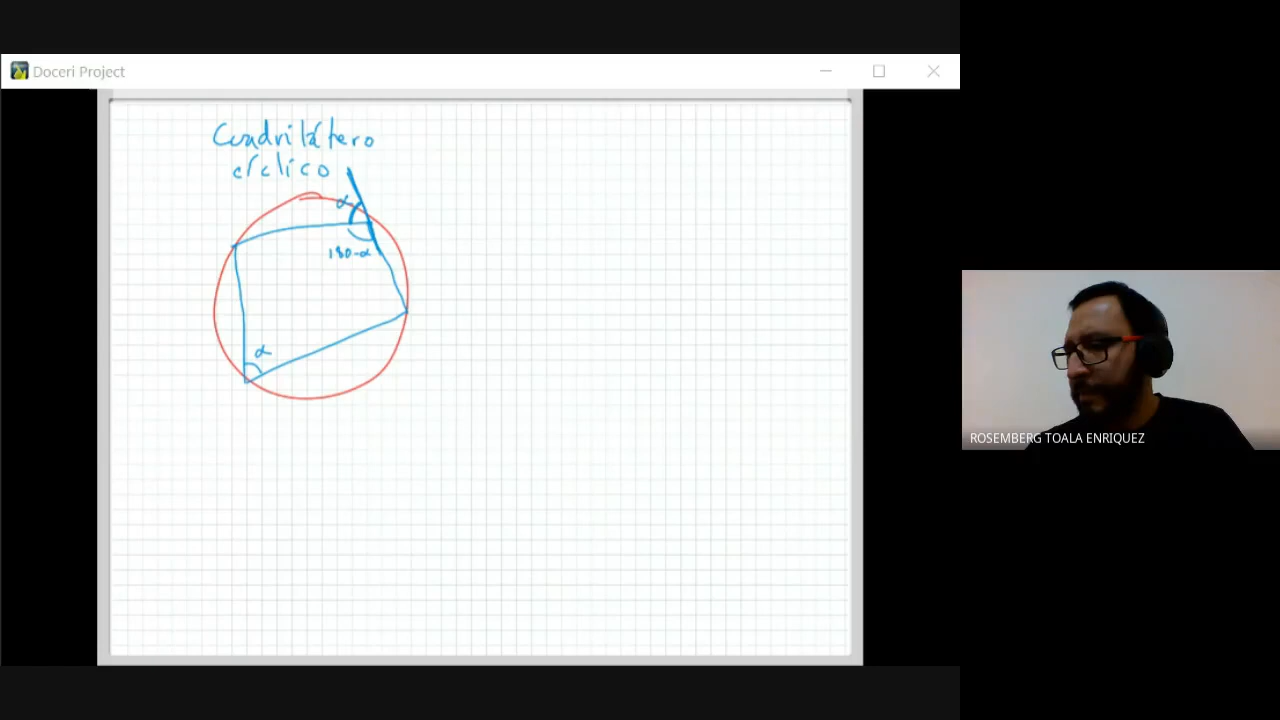 Doceri Project
Cuadrilátero
cíclico
α
180-α
α
ROSEMBERG TOALA ENRIQUEZ